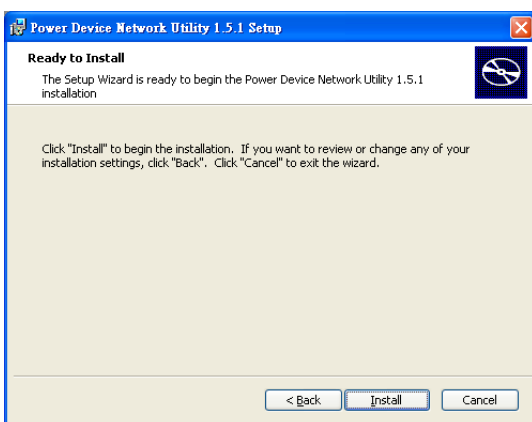 Power Device Network Utility 1.5.1 Setup
Ready to Install
The Setup Wizard is ready to begin the Power Device Network Utility 1.5.1
installation
Click "Install" to begin the installation. If you want to review or change any of your
installation settings, click "Back". Click "Cancel" to exit the wizard.
< Back
Install
Cancel